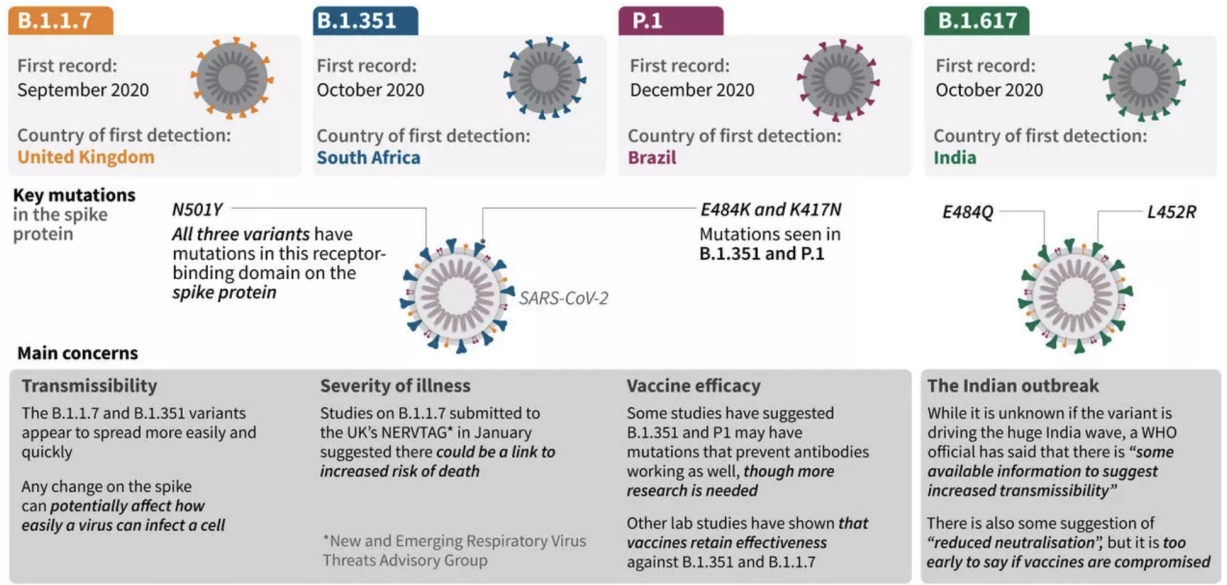 B.1.1.7
First record:
September 2020
Country of first detection:
United Kingdom
B.1.351
First record:
October 2020
Country of first detection:
South Africa
P.1
First record:
December 2020
Country of first detection:
Brazil
B.1.617
First record:
October 2020
Country of first detection:
India
Key mutations
in the spike
protein
N501Y
All three variants have
mutations in this receptor-
binding domain on the
spike protein
SARS-CoV-2
E484K and K417N
Mutations seen in
B.1.351 and P.1
E484Q
L452R
Main concerns
Transmissibility
The B.1.1.7 and B.1.351 variants
appear to spread more easily and
quickly
Any change on the spike
can potentially affect how
easily a virus can infect a cell
Severity of illness
Studies on B.1.1.7 submitted to
the UK's NERVTAG* in January
suggested there could be a link to
increased risk of death
*New and Emerging Respiratory Virus
Threats Advisory Group
Vaccine efficacy
Some studies have suggested
B.1.351 and P1 may have
mutations that prevent antibodies
working as well, though more
research is needed
Other lab studies have shown that
vaccines retain effectiveness
against B.1.351 and B.1.1.7
The Indian outbreak
While it is unknown if the variant is
driving the huge India wave, a WHO
official has said that there is "some
available information to suggest
increased transmissibility"
There is also some suggestion of
"reduced neutralisation", but it is too
early to say if vaccines are compromised